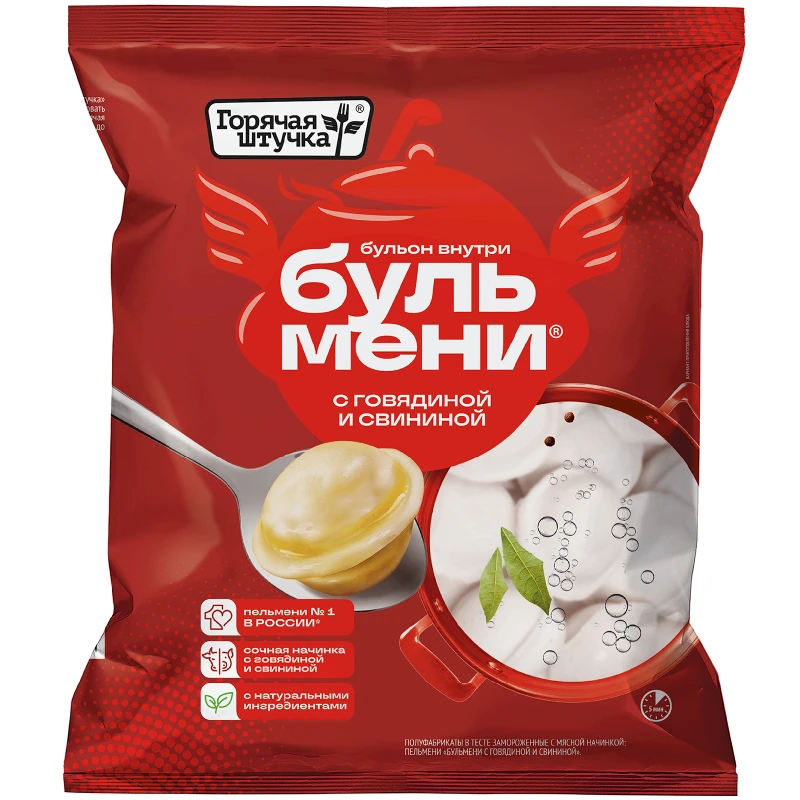 Горячая
штучка®
бульон внутри
буль
мени®
с говядиной
и свининой
пельмени № 1
в России*
сочная начинка
с говядиной
и свининой
с натуральными
ингредиентами
5 мин.
ПОЛУФАБРИКАТЫ В ТЕСТЕ ЗАМОРОЖЕННЫЕ С МЯСНОЙ НАЧИНКОЙ:
ПЕЛЬМЕНИ «БУЛЬМЕНИ С ГОВЯДИНОЙ И СВИНИНОЙ».